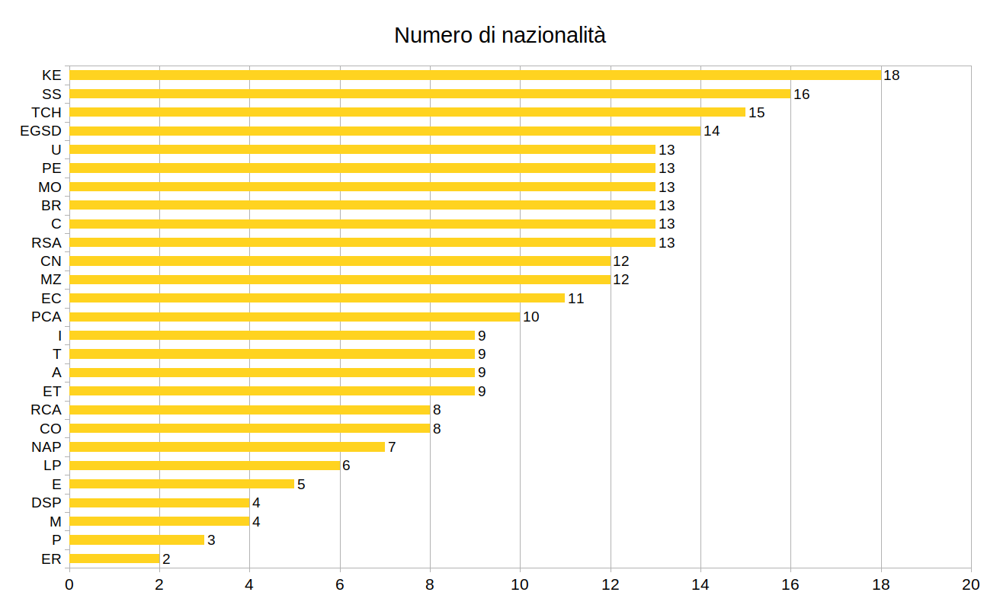 Numero di nazionalità
KE 18
SS 16
TCH 15
EGSD 14
U 13
PE 13
MO 13
BR 13
C 13
RSA 13
CN 12
MZ 12
EC 11
PCA 10
I 9
T 9
A 9
ET 9
RCA 8
CO 8
NAP 7
LP 6
E 5
DSP 4
M 4
P 3
ER 2
0 2 4 6 8 10 12 14 16 18 20